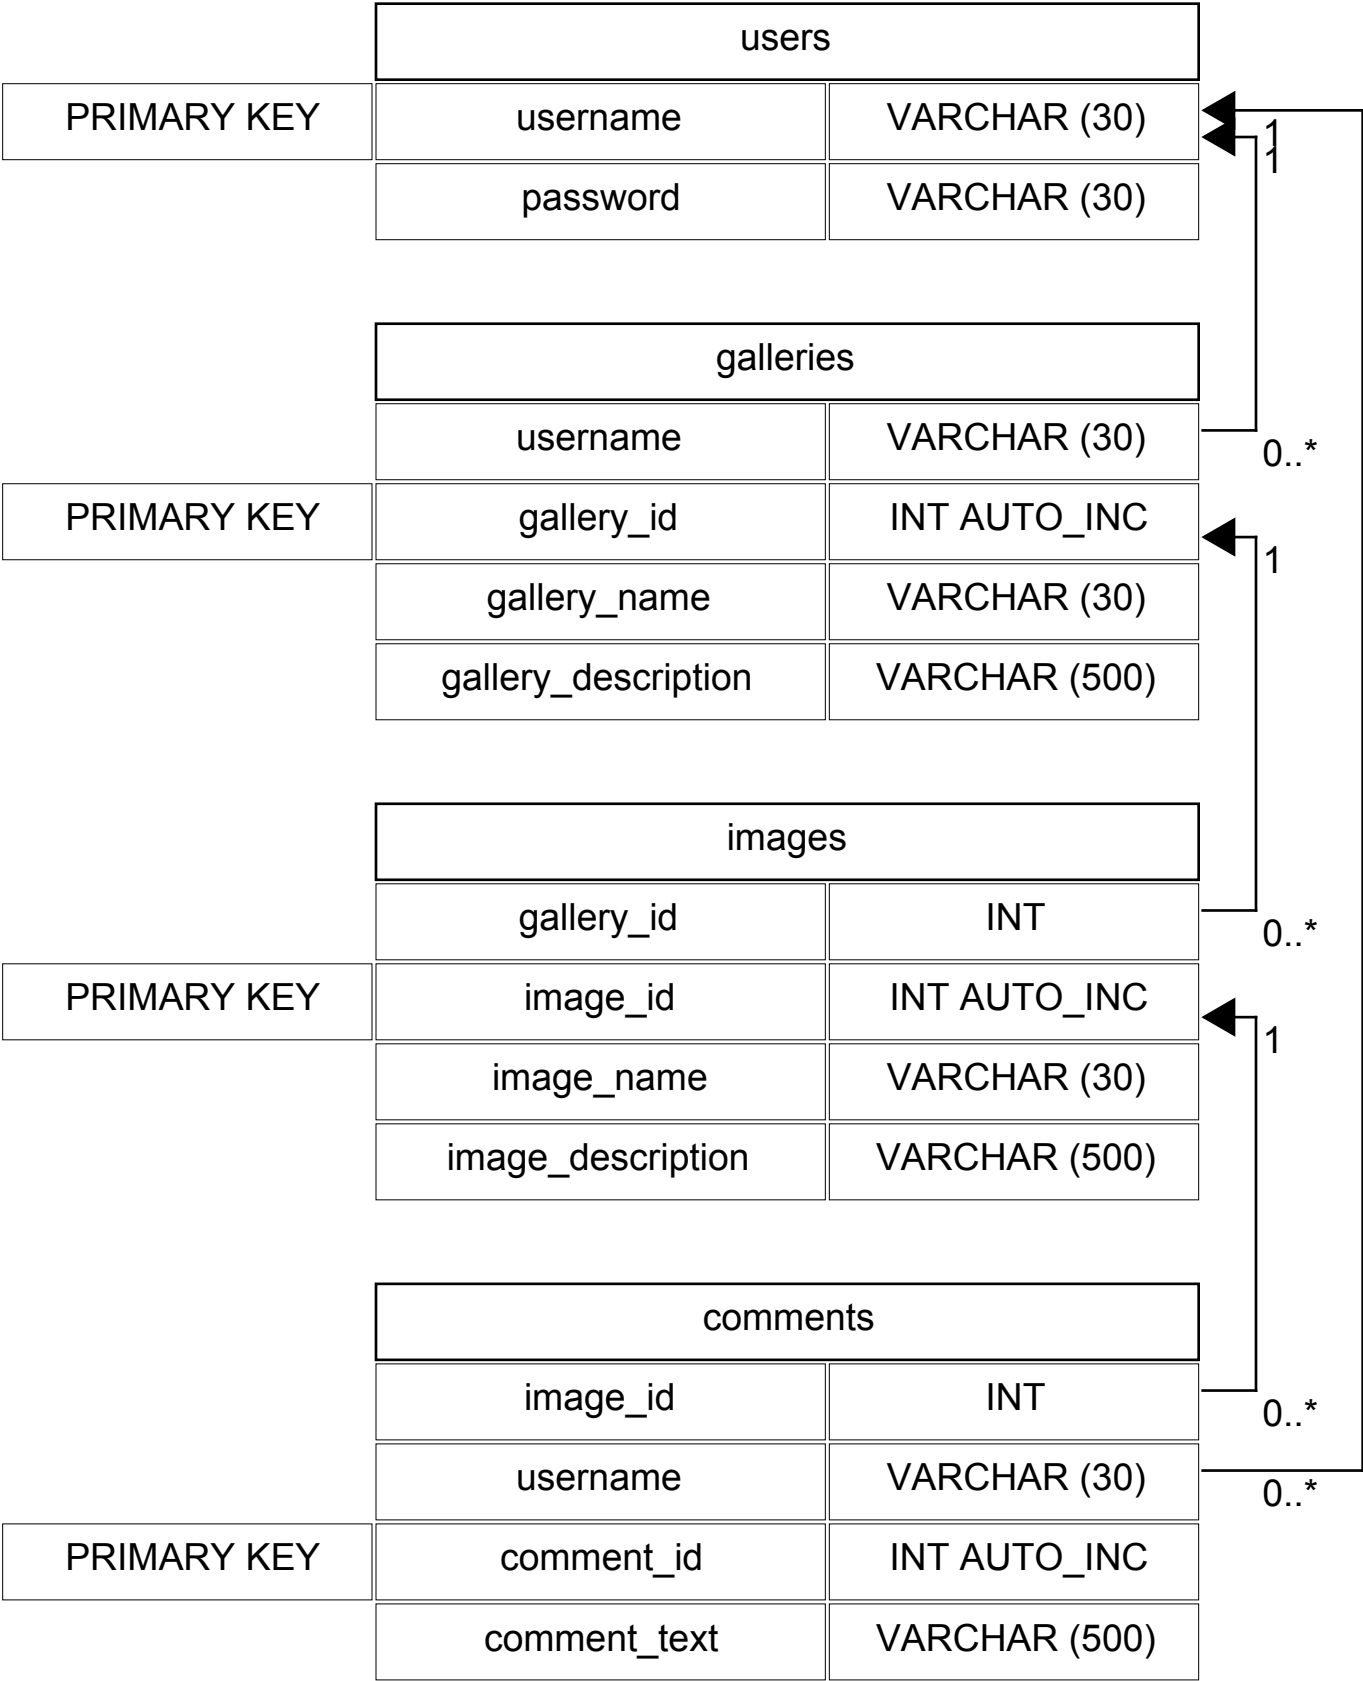 users
PRIMARY KEY username VARCHAR (30) 1
1
password VARCHAR (30)
galleries
username VARCHAR (30) 0..*
PRIMARY KEY gallery_id INT AUTO_INC 1
gallery_name VARCHAR (30)
gallery_description VARCHAR (500)
images
gallery_id INT 0..*
PRIMARY KEY image_id INT AUTO_INC 1
image_name VARCHAR (30)
image_description VARCHAR (500)
comments
image_id INT 0..*
username VARCHAR (30) 0..*
PRIMARY KEY comment_id INT AUTO_INC
comment_text VARCHAR (500)